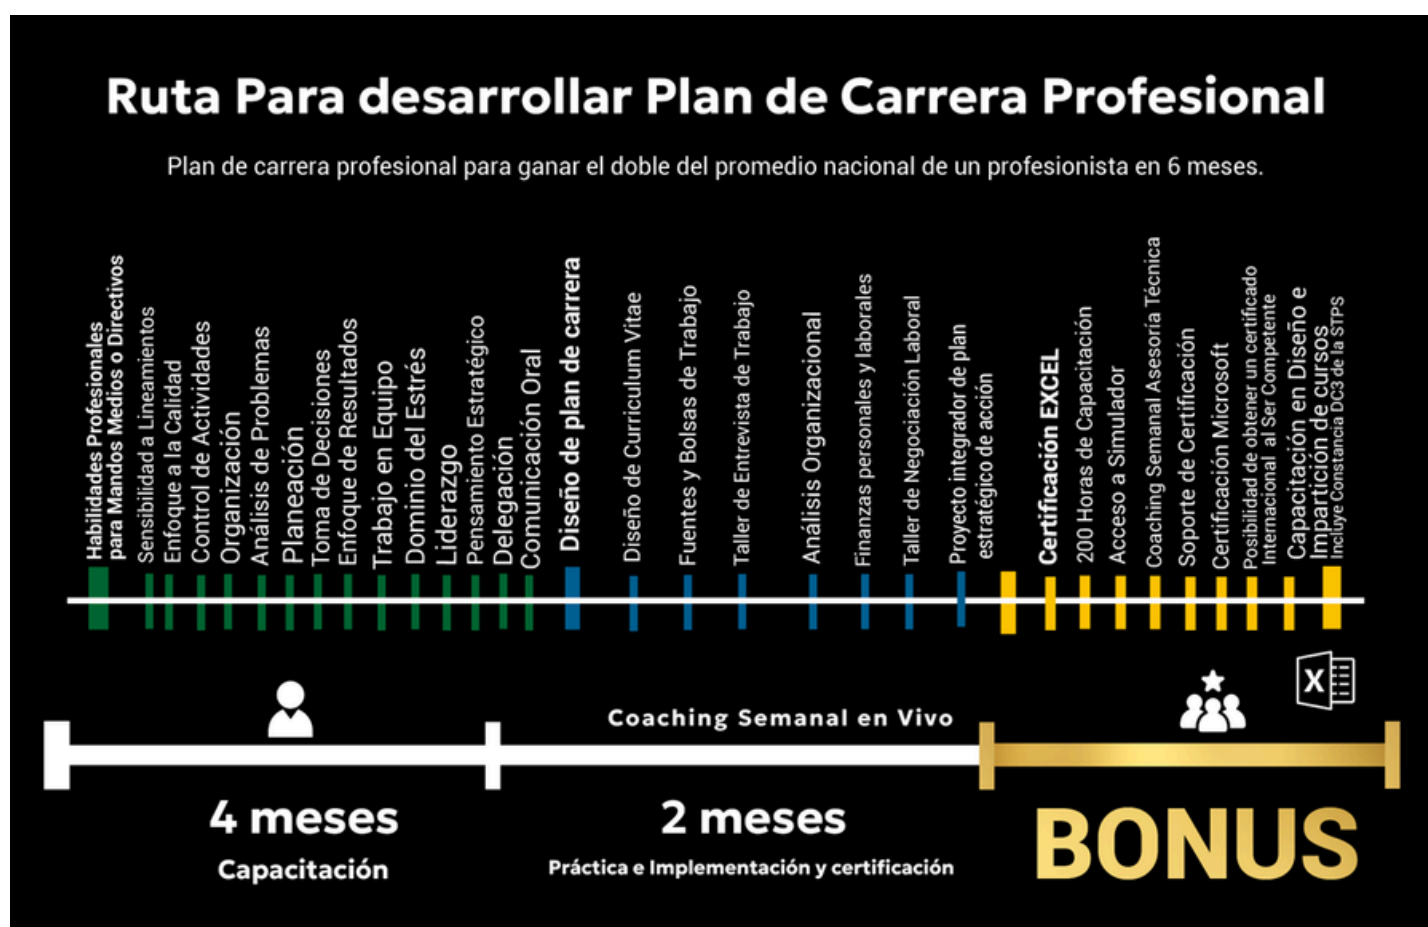 Ruta Para desarrollar Plan de Carrera Profesional
Plan de carrera profesional para ganar el doble del promedio nacional de un profesionista en 6 meses.
Habilidades Profesionales
para Mandos Medios o Directivos
Sensibilidad a Lineamientos
Enfoque a la Calidad
Control de Actividades
Organización
Análisis de Problemas
Planeación
Toma de Decisiones
Enfoque de Resultados
Trabajo en Equipo
Dominio del Estrés
Liderazgo
Pensamiento Estratégico
Delegación
Comunicación Oral
Diseño de plan de carrera
Diseño de Curriculum Vitae
Fuentes y Bolsas de Trabajo
Taller de Entrevista de Trabajo
Análisis Organizacional
Finanzas personales y laborales
Taller de Negociación Laboral
Proyecto integrador de plan
estratégico de acción
Certificación EXCEL
200 Horas de Capacitación
Acceso a Simulador
Coaching Semanal Asesoría Técnica
Soporte de Certificación
Certificación Microsoft
Posibilidad de obtener un certificado
Internacional al Ser Competente
Capacitación en Diseño e
Impartición de cursos
Incluye Constancia DC3 de la STPS
X
Coaching Semanal en Vivo
4 meses
Capacitación
2 meses
Práctica e Implementación y certificación
BONUS